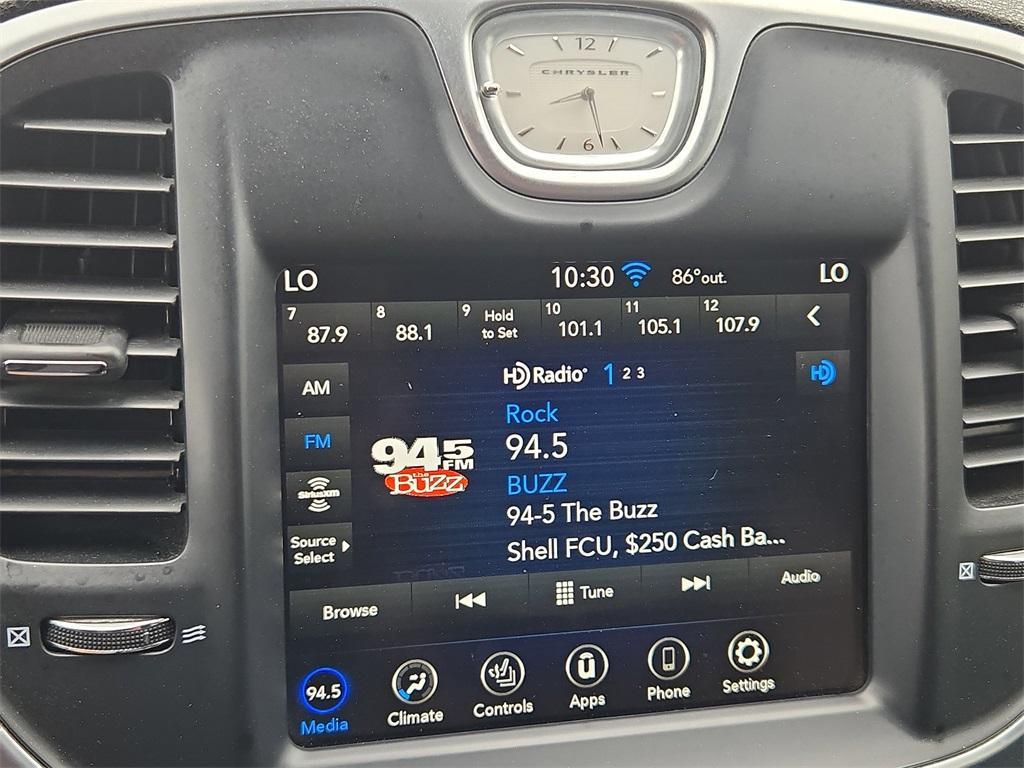 12
CHRYSLER
6
LO 10:30 86°out. LO
7 87.9 8 88.1 9 Hold to Set 10 101.1 11 105.1 12 107.9
HD Radio 1 2 3 HD
AM
Rock
FM
94.5
94.5 FM
the Buzz
BUZZ
SiriusXM
94-5 The Buzz
Source
Select
Shell FCU, $250 Cash Ba...
Browse Tune Audio
94.5
Media Climate Controls Apps Phone Settings